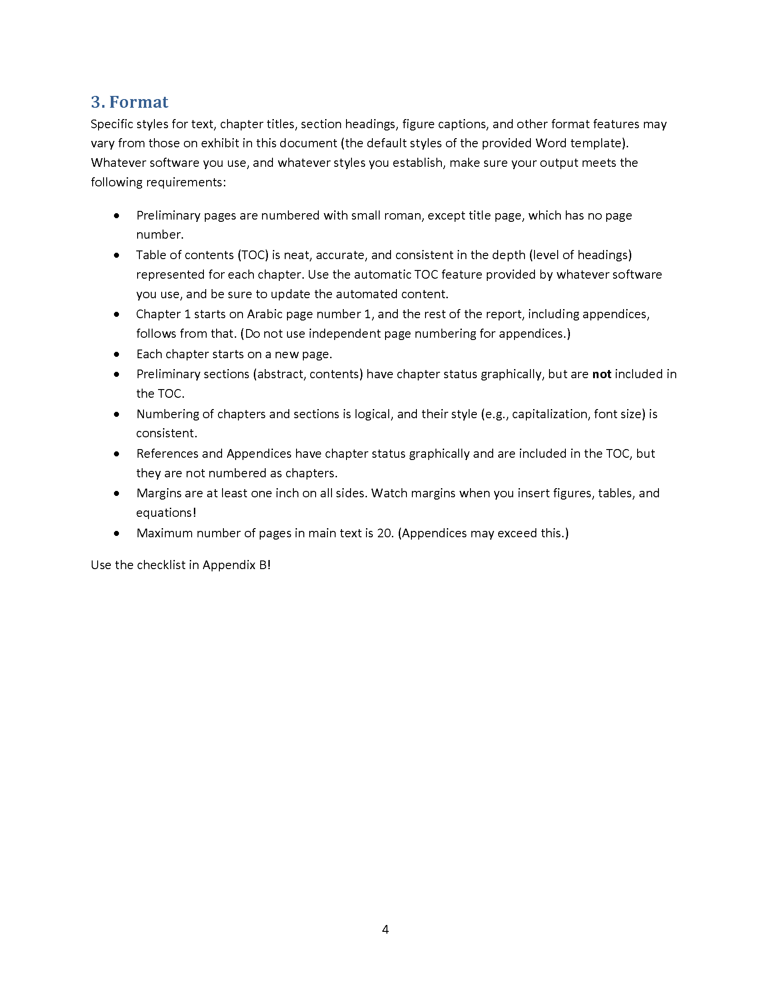 3. Format
Specific styles for text, chapter titles, section headings, figure captions, and other format features may
vary from those on exhibit in this document (the default styles of the provided Word template).
Whatever software you use, and whatever styles you establish, make sure your output meets the
following requirements:
• Preliminary pages are numbered with small roman, except title page, which has no page
number.
• Table of contents (TOC) is neat, accurate, and consistent in the depth (level of headings)
represented for each chapter. Use the automatic TOC feature provided by whatever software
you use, and be sure to update the automated content.
• Chapter 1 starts on Arabic page number 1, and the rest of the report, including appendices,
follows from that. (Do not use independent page numbering for appendices.)
• Each chapter starts on a new page.
• Preliminary sections (abstract, contents) have chapter status graphically, but are not included in
the TOC.
• Numbering of chapters and sections is logical, and their style (e.g., capitalization, font size) is
consistent.
• References and Appendices have chapter status graphically and are included in the TOC, but
they are not numbered as chapters.
• Margins are at least one inch on all sides. Watch margins when you insert figures, tables, and
equations!
• Maximum number of pages in main text is 20. (Appendices may exceed this.)
Use the checklist in Appendix B!
4